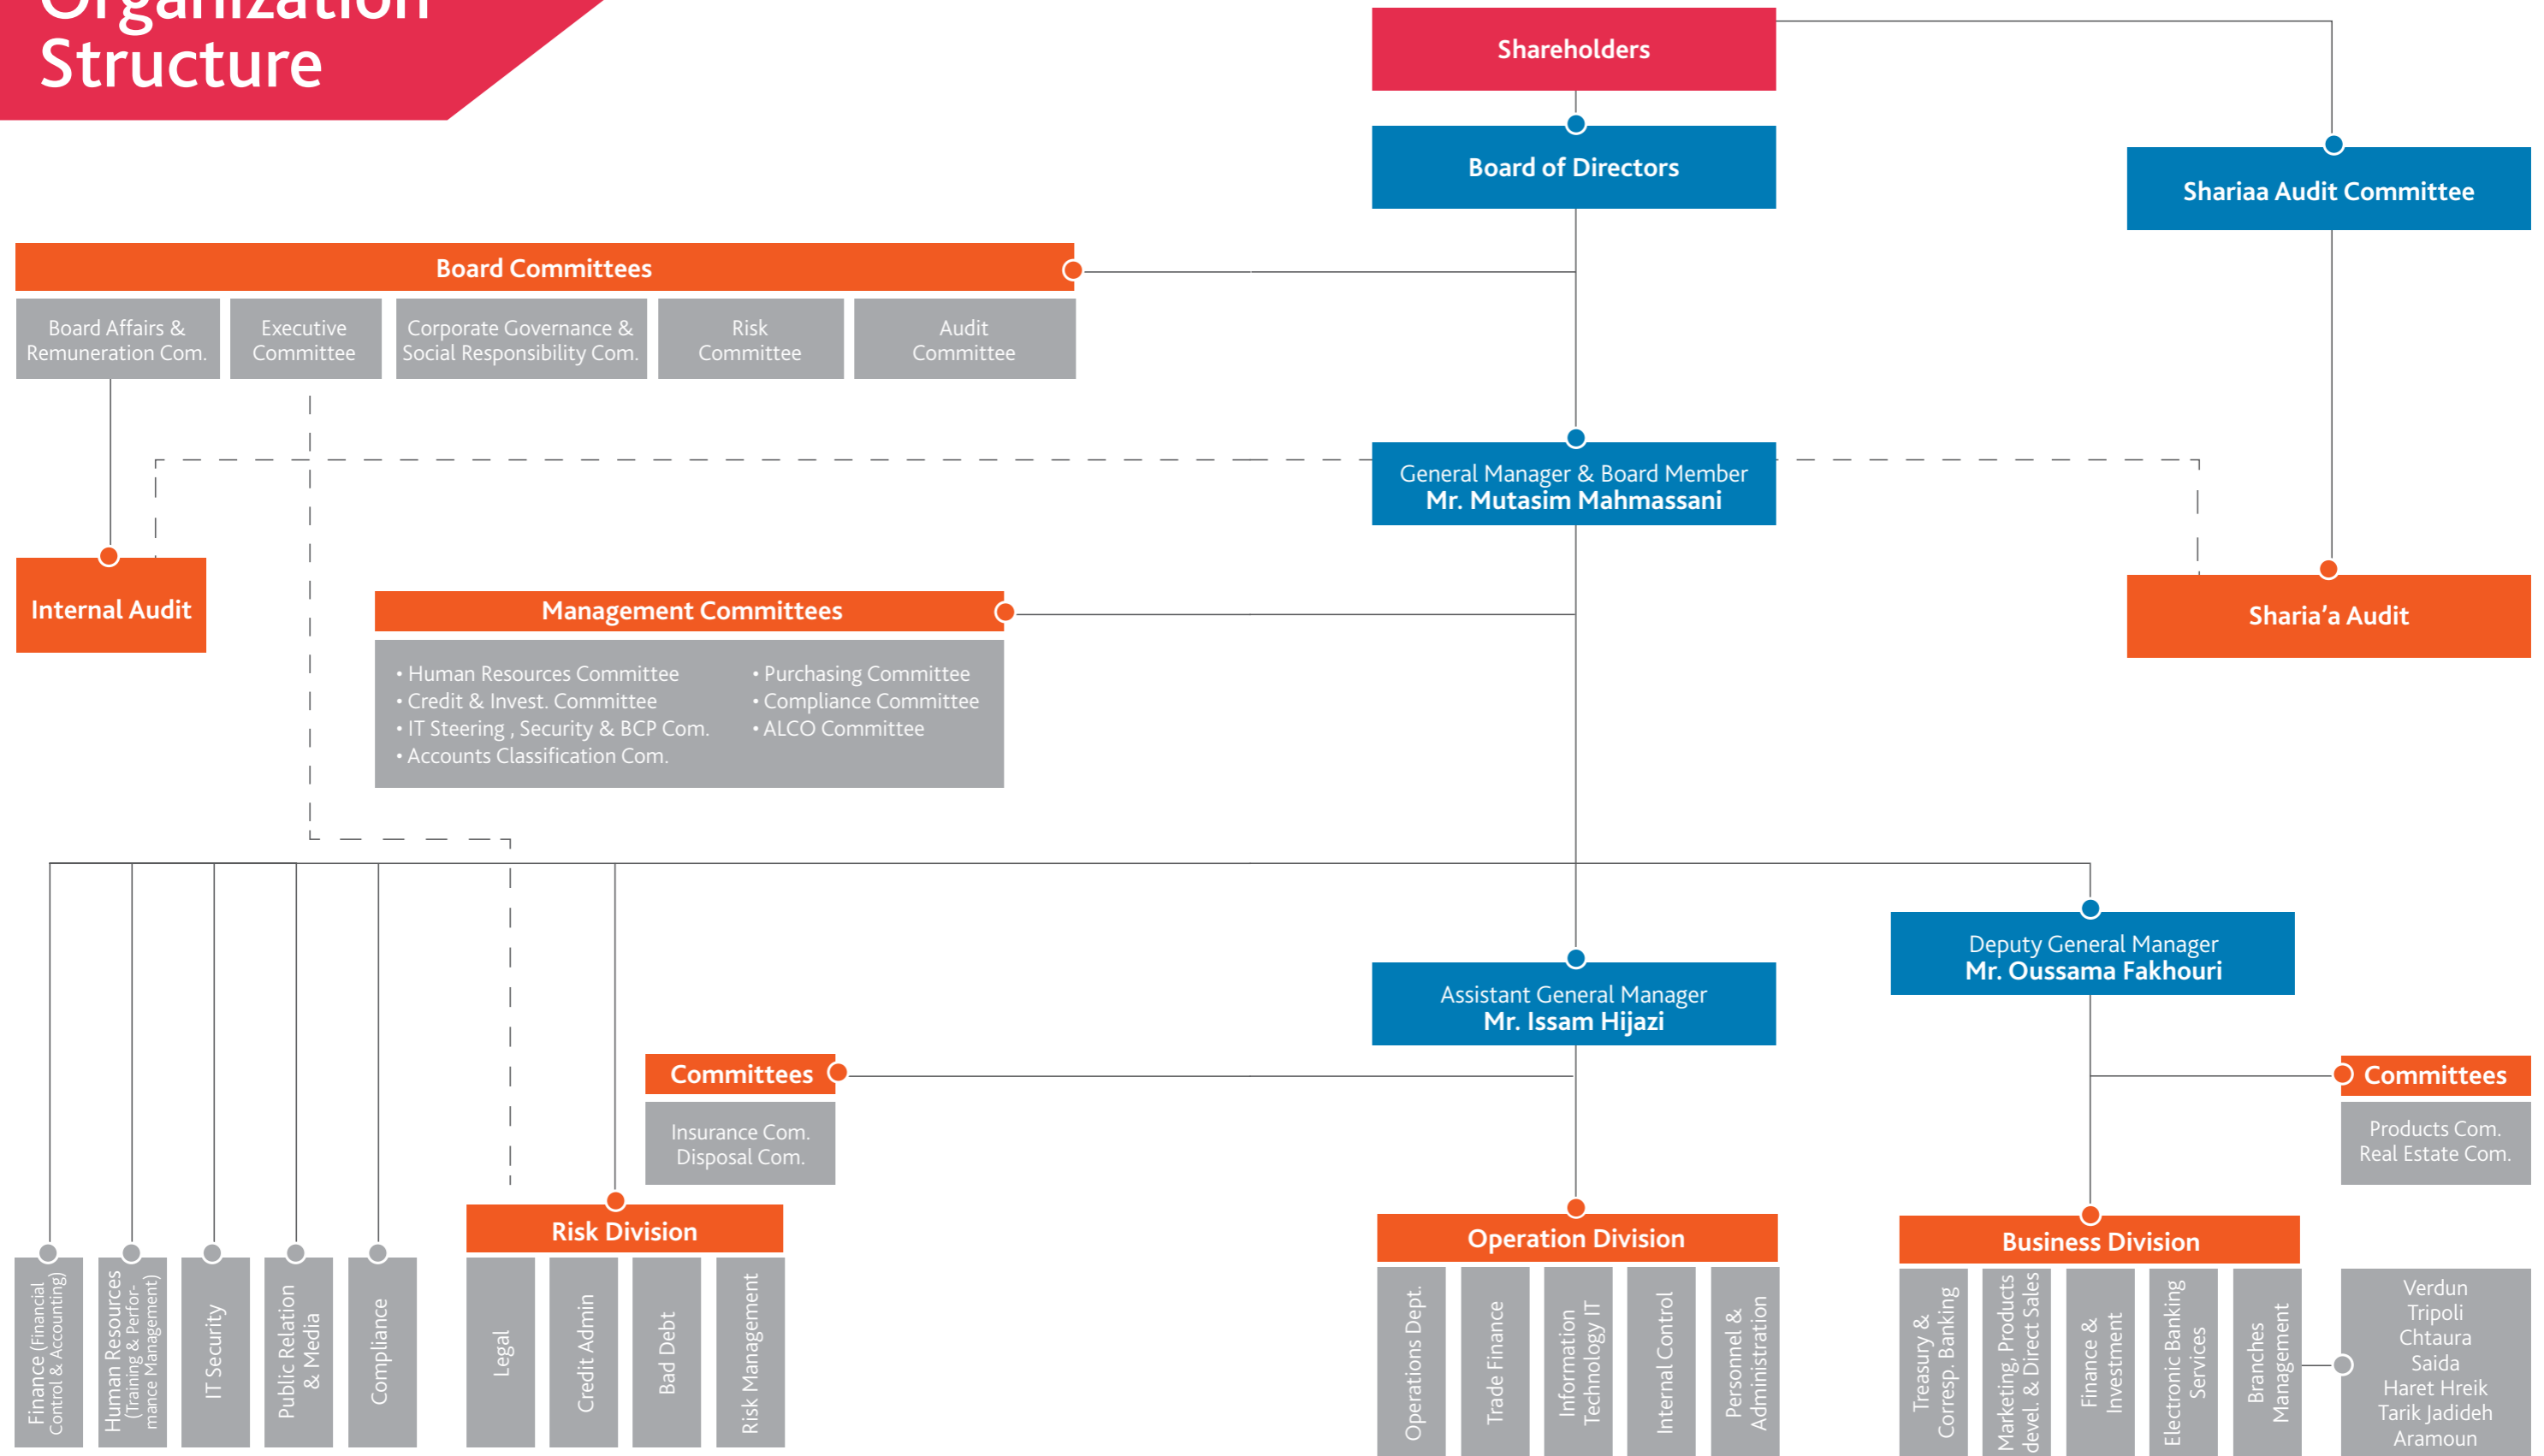 Organization
Structure
Shareholders
Board of Directors
Shariaa Audit Committee
Board Committees
Board Affairs &
Remuneration Com.
Executive
Committee
Corporate Governance &
Social Responsibility Com.
Risk
Committee
Audit
Committee
General Manager & Board Member
Mr. Mutasim Mahmassani
Internal Audit
Management Committees
• Human Resources Committee
• Credit & Invest. Committee
• IT Steering , Security & BCP Com.
• Accounts Classification Com.
• Purchasing Committee
• Compliance Committee
• ALCO Committee
Sharia'a Audit
Deputy General Manager
Mr. Oussama Fakhouri
Assistant General Manager
Mr. Issam Hijazi
Committees
Insurance Com.
Disposal Com.
Committees
Products Com.
Real Estate Com.
Risk Division
Operation Division
Business Division
Finance (Financial
Control & Accounting)
Human Resources
(Training & Perfor-
mance Management)
IT Security
Public Relation
& Media
Compliance
Legal
Credit Admin
Bad Debt
Risk Management
Operations Dept.
Trade Finance
Information
Technology IT
Internal Control
Personnel &
Administration
Treasury &
Corresp. Banking
Marketing, Products
devel. & Direct Sales
Finance &
Investment
Electronic Banking
Services
Branches
Management
Verdun
Tripoli
Chtaura
Saida
Haret Hreik
Tarik Jadideh
Aramoun